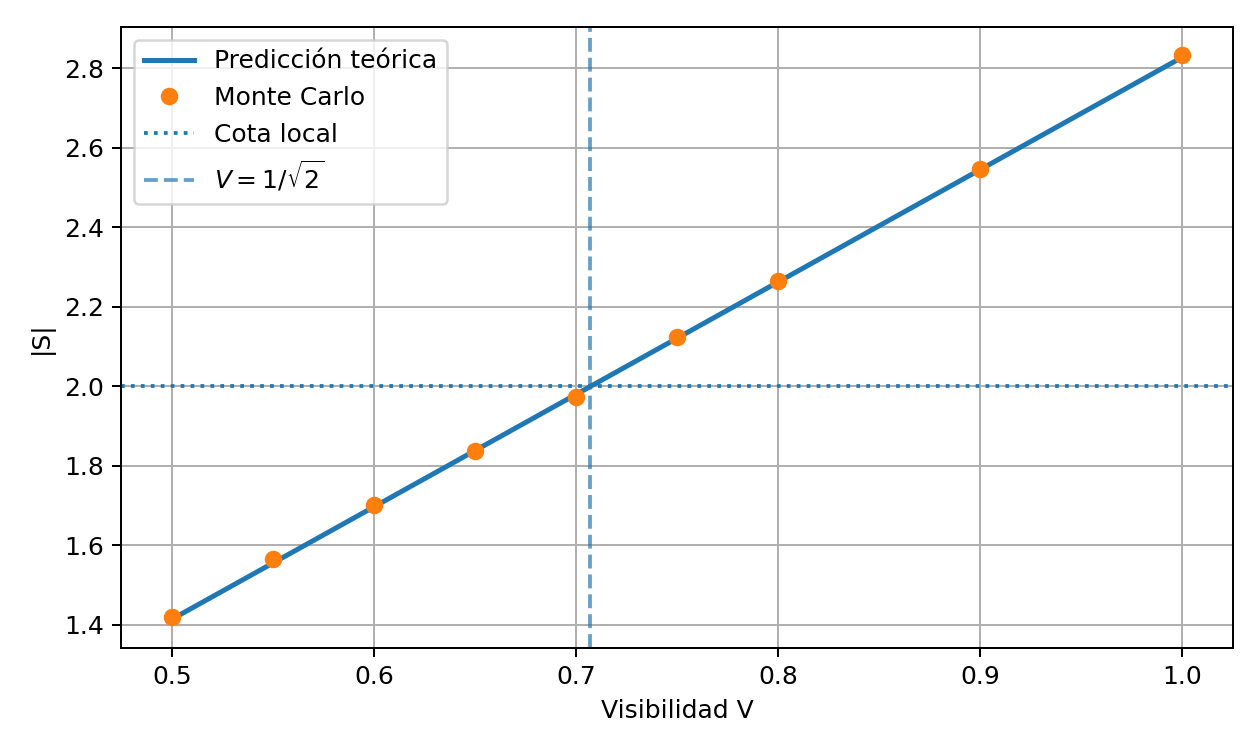 Predicción teórica
Monte Carlo
Cota local
V = 1/√2
|S|
2.8
2.6
2.4
2.2
2.0
1.8
1.6
1.4
0.5 0.6 0.7 0.8 0.9 1.0
Visibilidad V